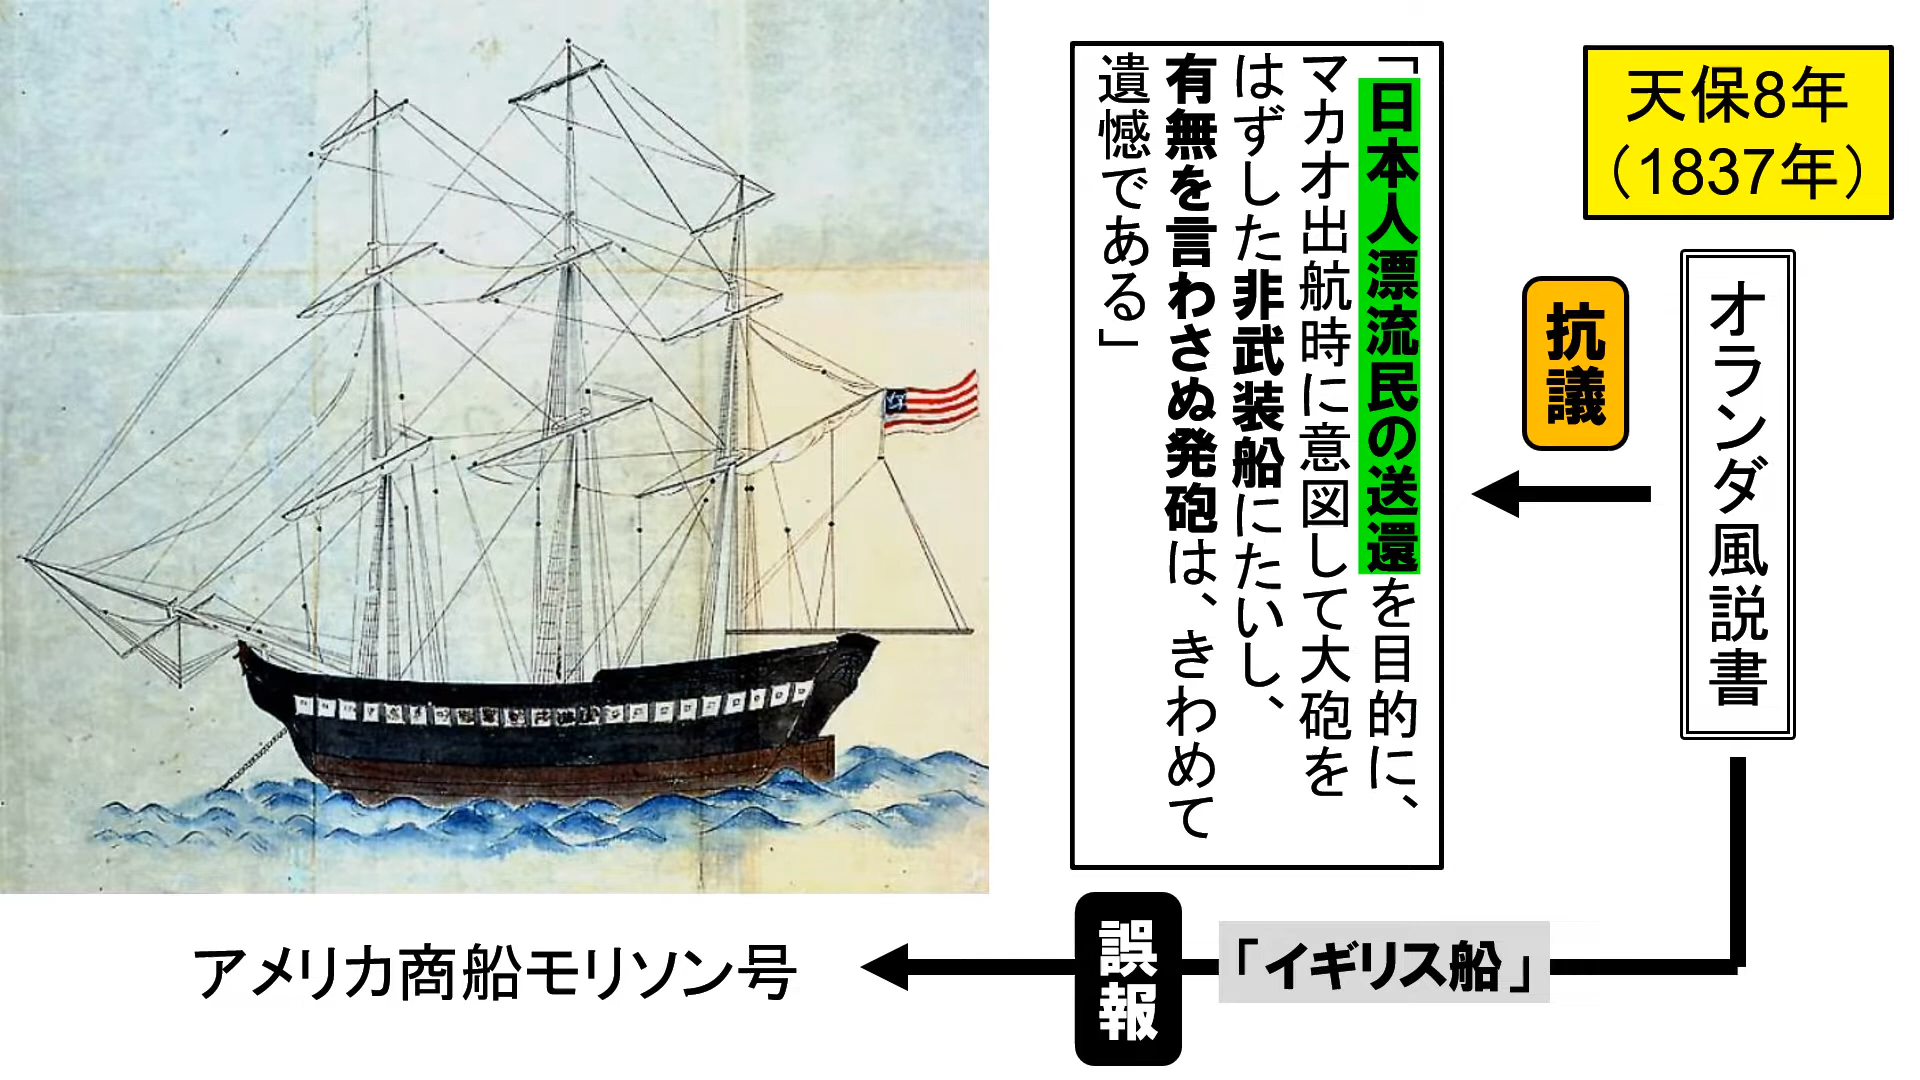 天保8年
（1837年）
オランダ風説書
抗議
「日本人漂流民の送還を目的に、
マカオ出航時に意図して大砲を
はずした非武装船にたいし、
有無を言わさぬ発砲は、きわめて
遺憾である」
「イギリス船」
誤報
アメリカ商船モリソン号